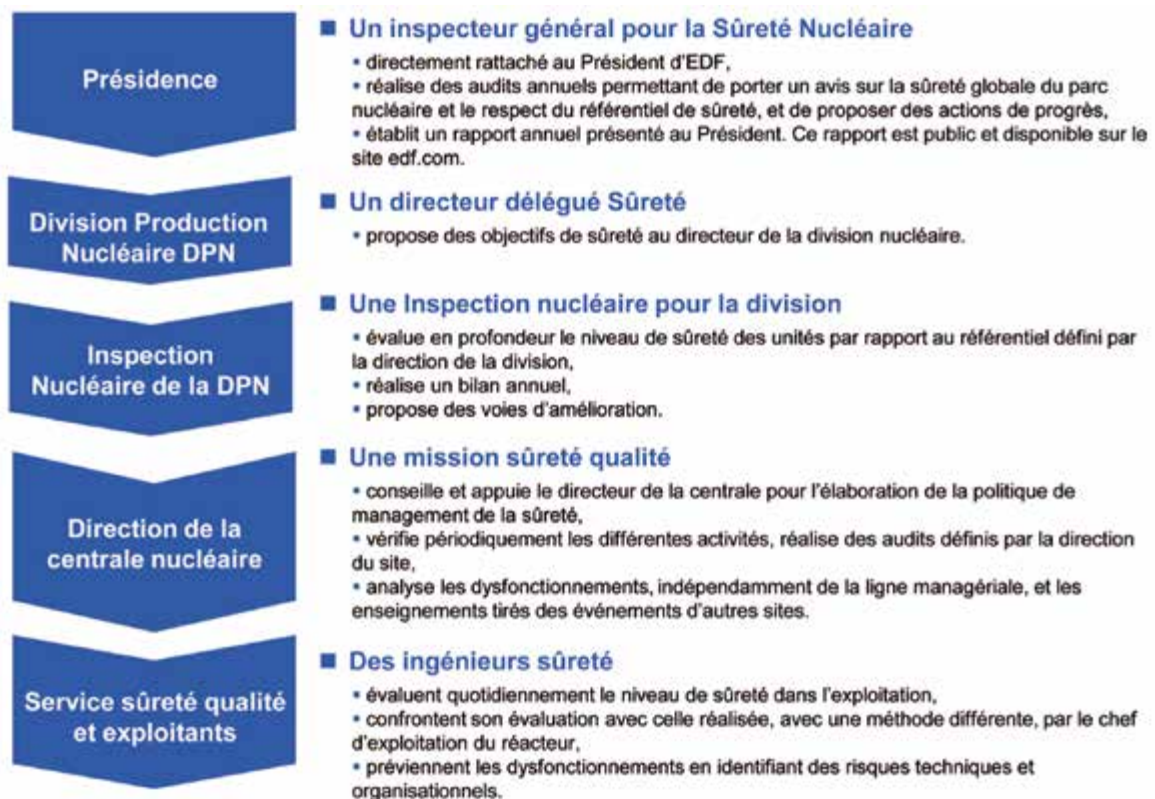 Présidence
■ Un inspecteur général pour la Sûreté Nucléaire
• directement rattaché au Président d'EDF,
• réalise des audits annuels permettant de porter un avis sur la sûreté globale du parc
nucléaire et le respect du référentiel de sûreté, et de proposer des actions de progrès,
• établit un rapport annuel présenté au Président. Ce rapport est public et disponible sur le
site edf.com.
Division Production
Nucléaire DPN
■ Un directeur délégué Sûreté
• propose des objectifs de sûreté au directeur de la division nucléaire.
Inspection
Nucléaire de la DPN
■ Une Inspection nucléaire pour la division
• évalue en profondeur le niveau de sûreté des unités par rapport au référentiel défini par
la direction de la division,
• réalise un bilan annuel,
• propose des voies d'amélioration.
Direction de la
centrale nucléaire
■ Une mission sûreté qualité
• conseille et appuie le directeur de la centrale pour l'élaboration de la politique de
management de la sûreté,
• vérifie périodiquement les différentes activités, réalise des audits définis par la direction
du site,
• analyse les dysfonctionnements, indépendamment de la ligne managériale, et les
enseignements tirés des événements d'autres sites.
Service sûreté qualité
et exploitants
■ Des ingénieurs sûreté
• évaluent quotidiennement le niveau de sûreté dans l'exploitation,
• confrontent son évaluation avec celle réalisée, avec une méthode différente, par le chef
d'exploitation du réacteur,
• préviennent les dysfonctionnements en identifiant des risques techniques et
organisationnels.